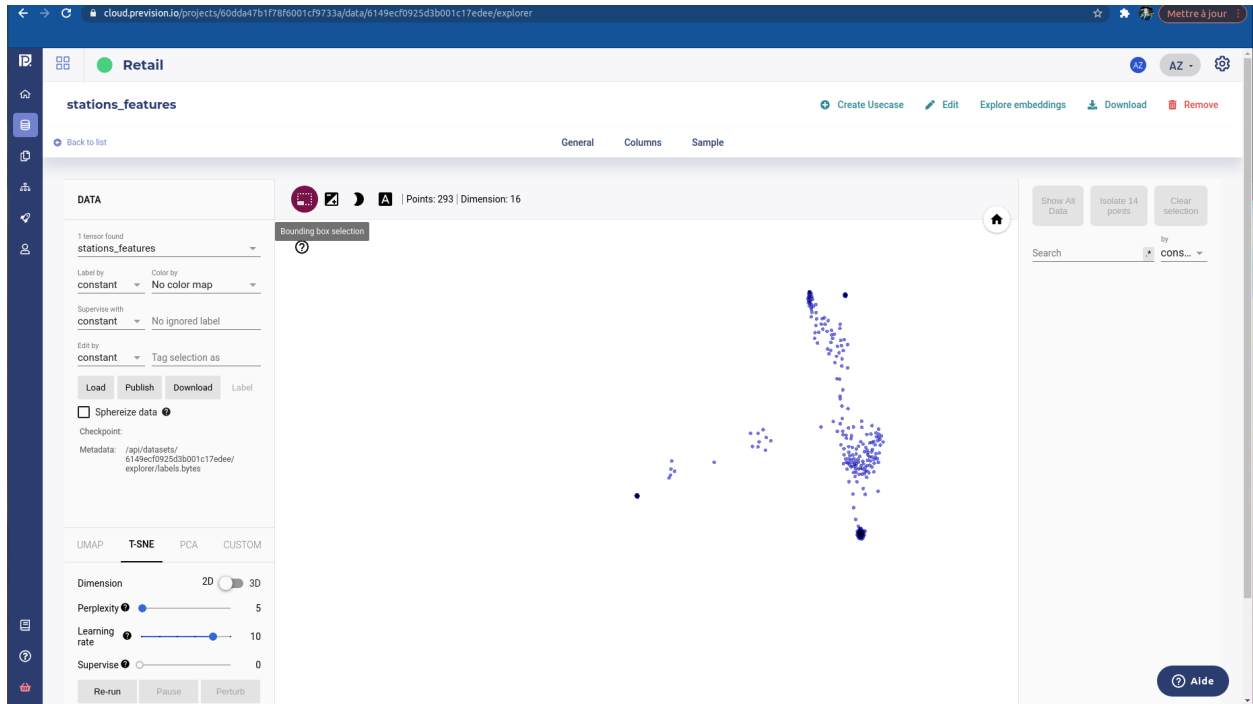 cloud.prevision.io/projects/60dda47b1f78f6001cf9733a/data/6149ecf0925d3b001c17edee/explorer
Mettre à jour
Retail
AZ
AZ
stations_features
Create Usecase
Edit
Explore embeddings
Download
Remove
Back to list
General
Columns
Sample
DATA
A
Points: 293 | Dimension: 16
Bounding box selection
Show All Data
Isolate 14 points
Clear selection
1 tensor found
stations_features
Search
.*
by
cons...
Label by
constant
Color by
No color map
Supervise with
constant
No ignored label
Edit by
constant
Tag selection as
Load
Publish
Download
Label
Sphereize data
Checkpoint:
Metadata:
/api/datasets/
6149ecf0925d3b001c17edee/
explorer/labels.bytes
UMAP
T-SNE
PCA
CUSTOM
Dimension
2D
3D
Perplexity
5
Learning rate
10
Supervise
0
Re-run
Pause
Perturb
Aide